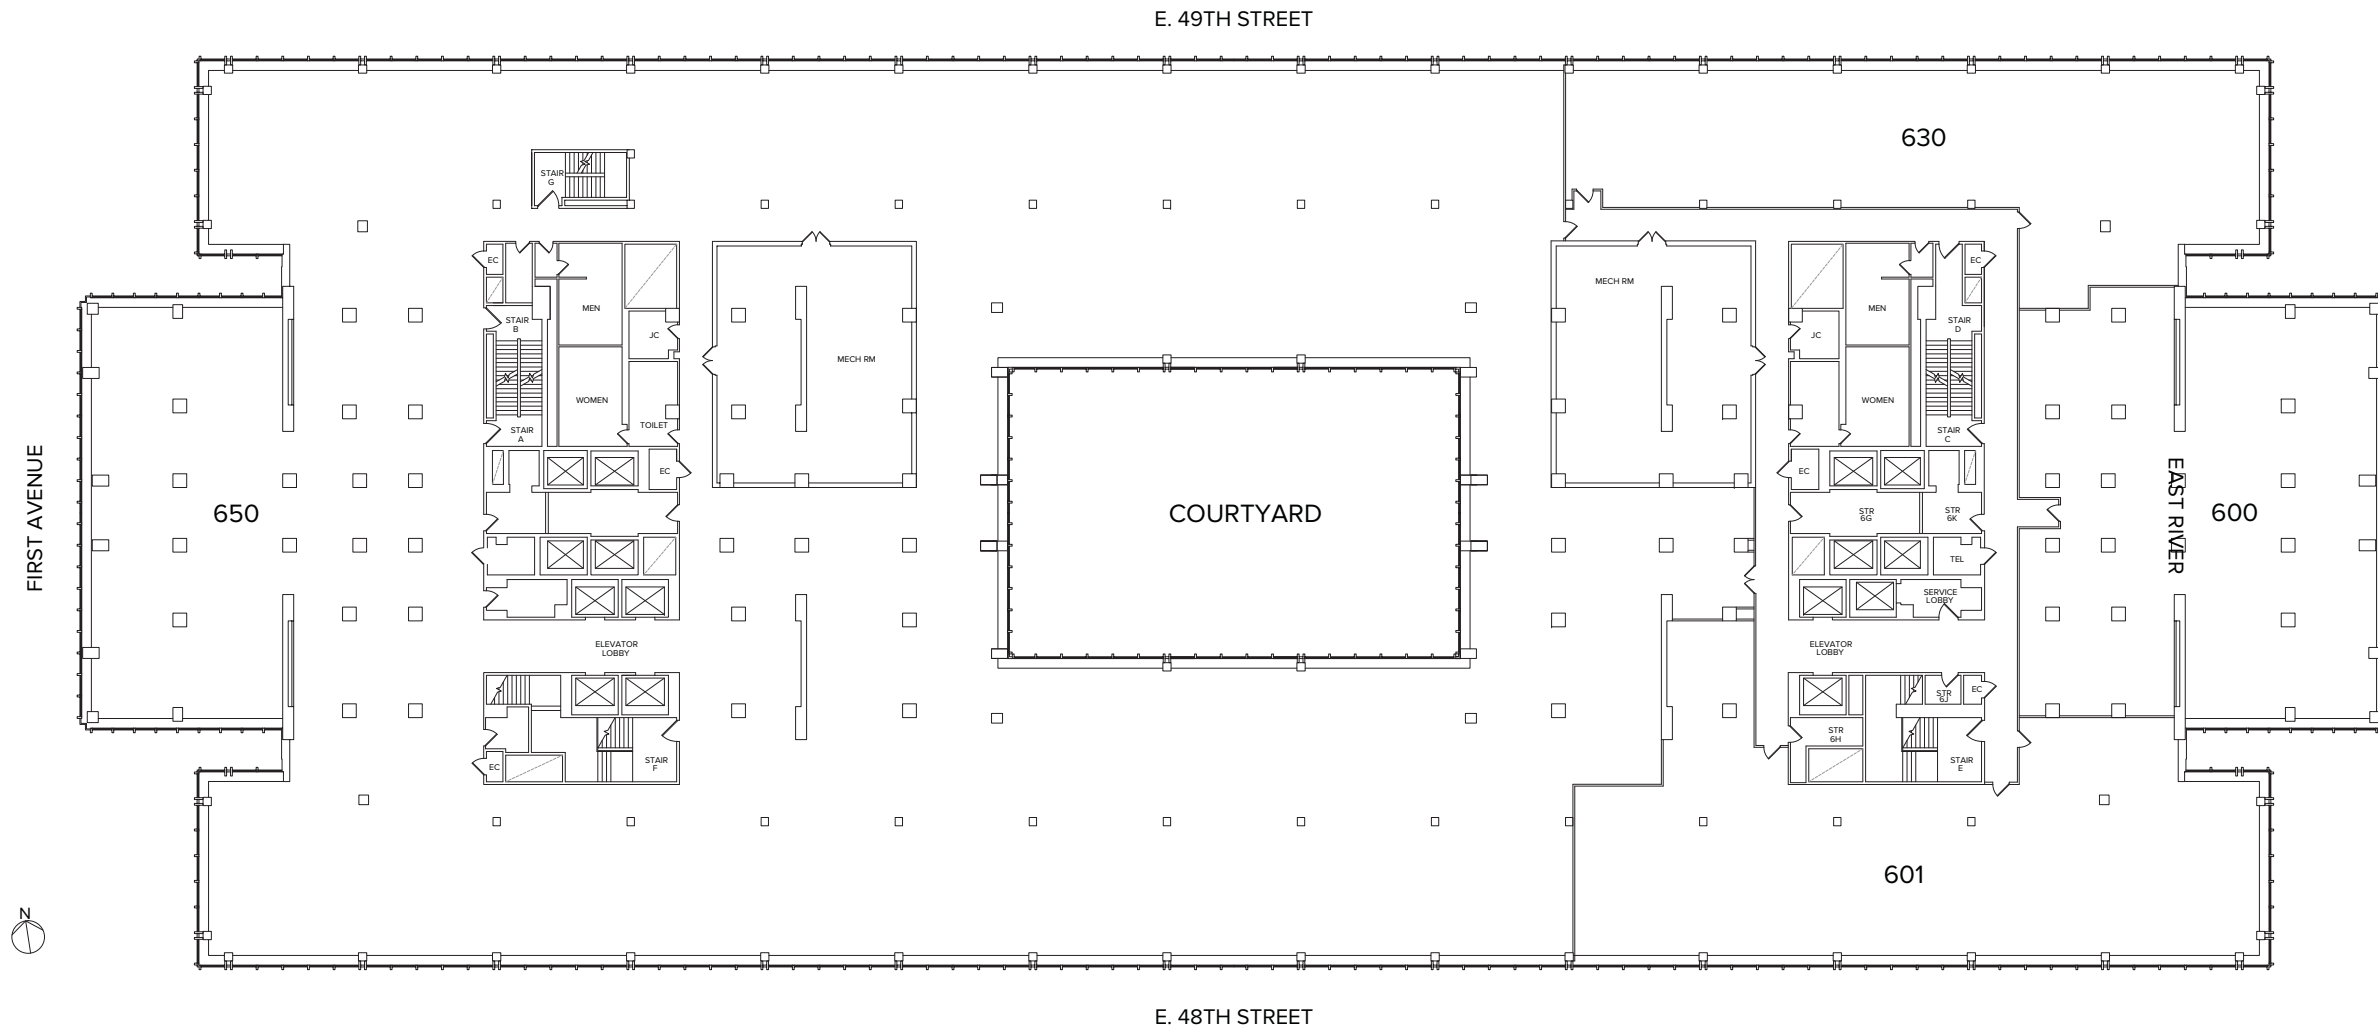 E. 49TH STREET
630
STAIR
G
EC
MEN
STAIR
B
JC
MECH RM
WOMEN
TOILET
STAIR
A
EC
MECH RM
MEN
EC
STAIR
D
JC
WOMEN
STAIR
C
EC
FIRST AVENUE
650
COURTYARD
STR
6G
STR
6K
EAST RIVER
600
TEL
SERVICE
LOBBY
ELEVATOR
LOBBY
ELEVATOR
LOBBY
STR
6J
EC
STR
6H
STAIR
F
EC
STAIR
E
601
N
E. 48TH STREET